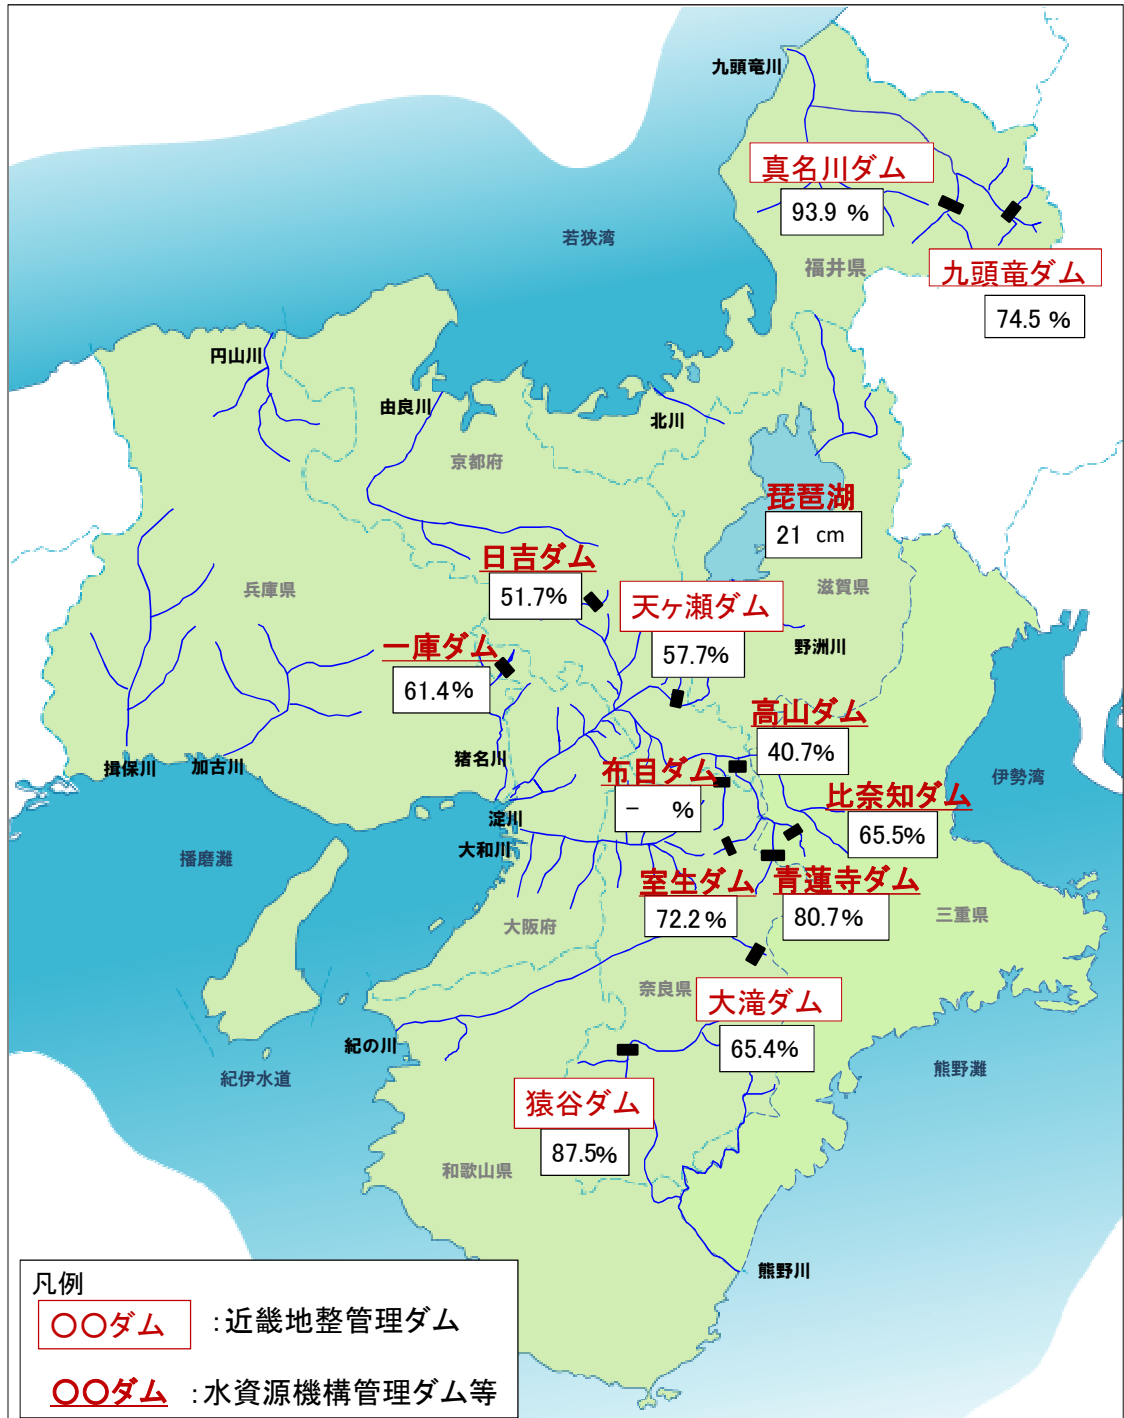 九頭竜川
真名川ダム
93.9 %
若狭湾
福井県
九頭竜ダム
74.5 %
円山川
由良川
北川
京都府
琵琶湖
21 cm
日吉ダム
51.7%
兵庫県
天ヶ瀬ダム
57.7%
滋賀県
野洲川
一庫ダム
61.4%
高山ダム
40.7%
猪名川
揖保川
加古川
布目ダム
- %
伊勢湾
比奈知ダム
65.5%
淀川
大和川
播磨灘
室生ダム
72.2 %
青蓮寺ダム
80.7%
大阪府
三重県
奈良県
大滝ダム
65.4%
紀の川
紀伊水道
熊野灘
猿谷ダム
87.5%
和歌山県
熊野川
凡例
〇〇ダム :近畿地整管理ダム
〇〇ダム :水資源機構管理ダム等